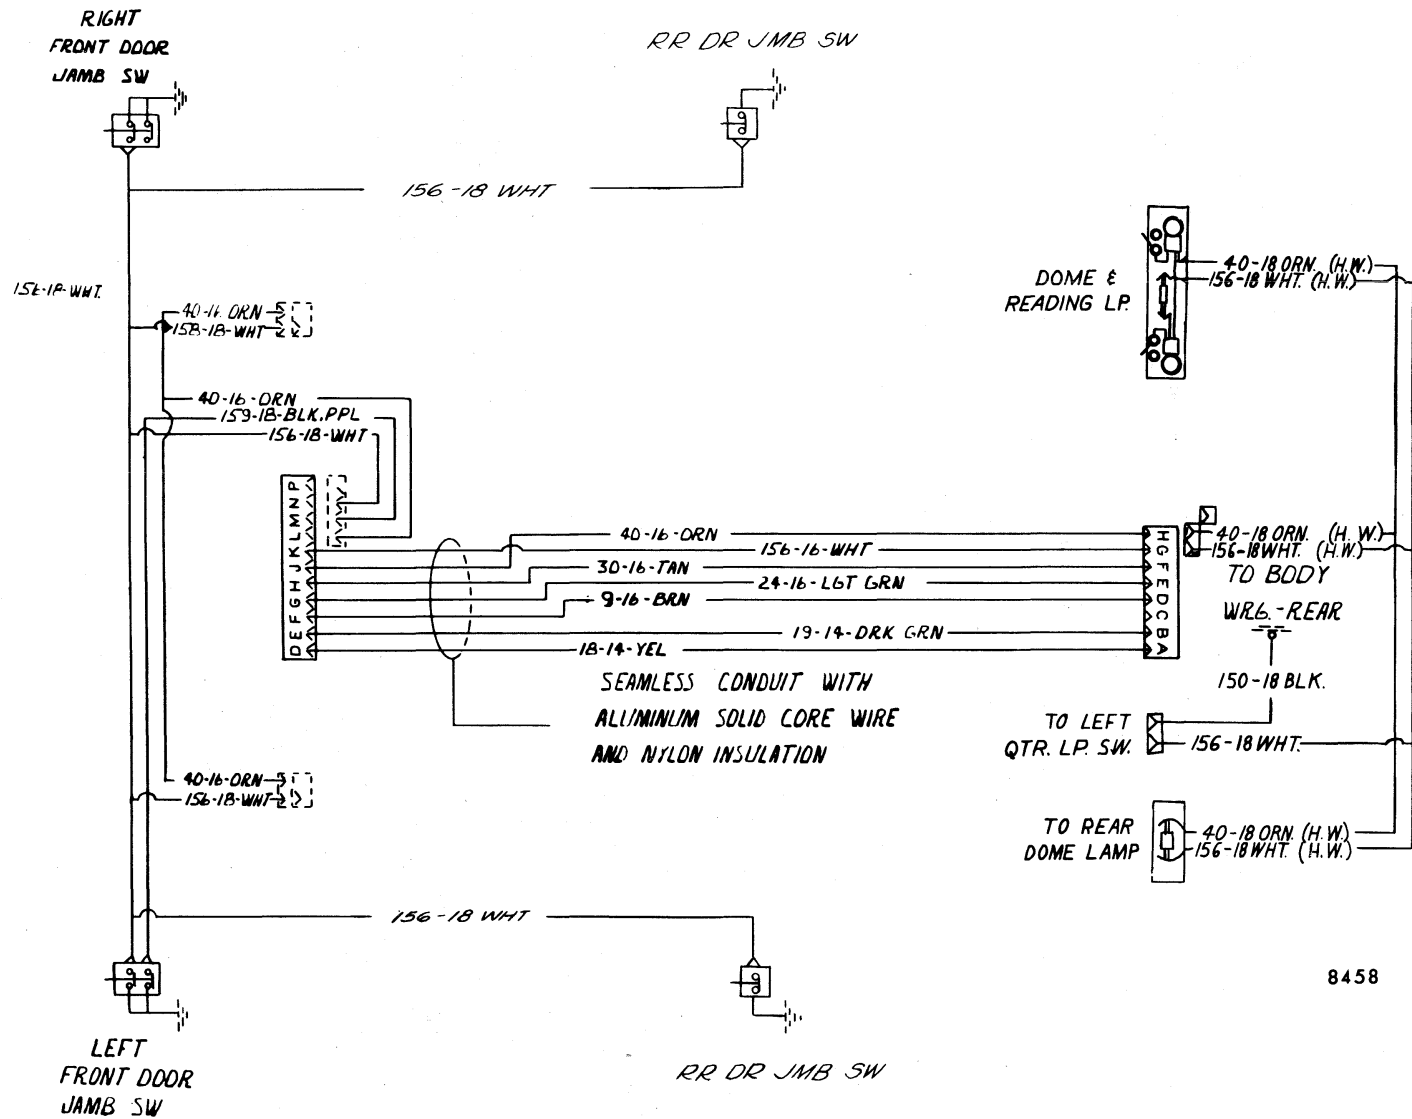 RIGHT
FRONT DOOR
JAMB SW
RR DR JMB SW
156-18 WHT
156-18-WHT.
40-16 ORN
158-18-WHT
DOME &
READING LP.
40-18 ORN. (H.W.)
156-18 WHT. (H.W.)
40-16-ORN
159-18-BLK.PPL
156-18-WHT
P
N
M
L
K
J
H
G
F
E
D
40-16-ORN
156-16-WHT
30-16-TAN
24-16-LGT GRN
9-16-BRN
19-14-DRK GRN
18-14-YEL
H
G
F
E
D
C
B
A
40-18 ORN. (H.W.)
156-18WHT. (H.W.)
TO BODY
WRG.-REAR
150-18 BLK.
SEAMLESS CONDUIT WITH
ALUMINUM SOLID CORE WIRE
AND NYLON INSULATION
TO LEFT
QTR. LP. SW.
156-18WHT.
40-16-ORN
156-18-WHT
TO REAR
DOME LAMP
40-18 ORN. (H.W.)
156-18WHT. (H.W.)
156-18 WHT
8458
LEFT
FRONT DOOR
JAMB SW
RR DR JMB SW